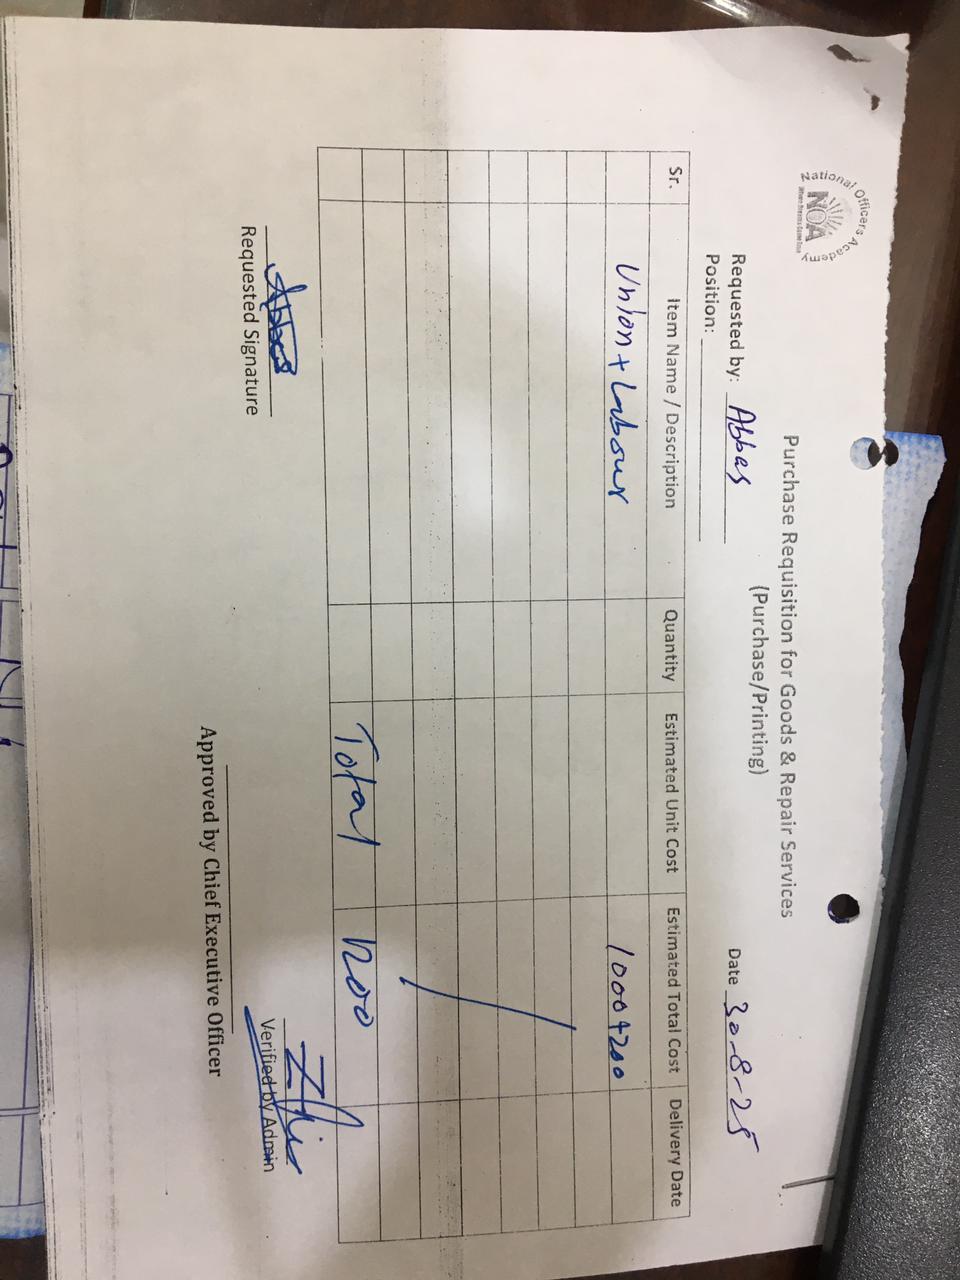 National Officers Academy
NOA
Purchase Requisition for Goods & Repair Services
(Purchase/Printing)
Requested by: Abbas
Date 30-8-25
Position:
Sr. Item Name / Description Quantity Estimated Unit Cost Estimated Total Cost Delivery Date
Union + Labour 1000+200
Total 1200
Abbas
Requested Signature
Verified by Admin
Approved by Chief Executive Officer